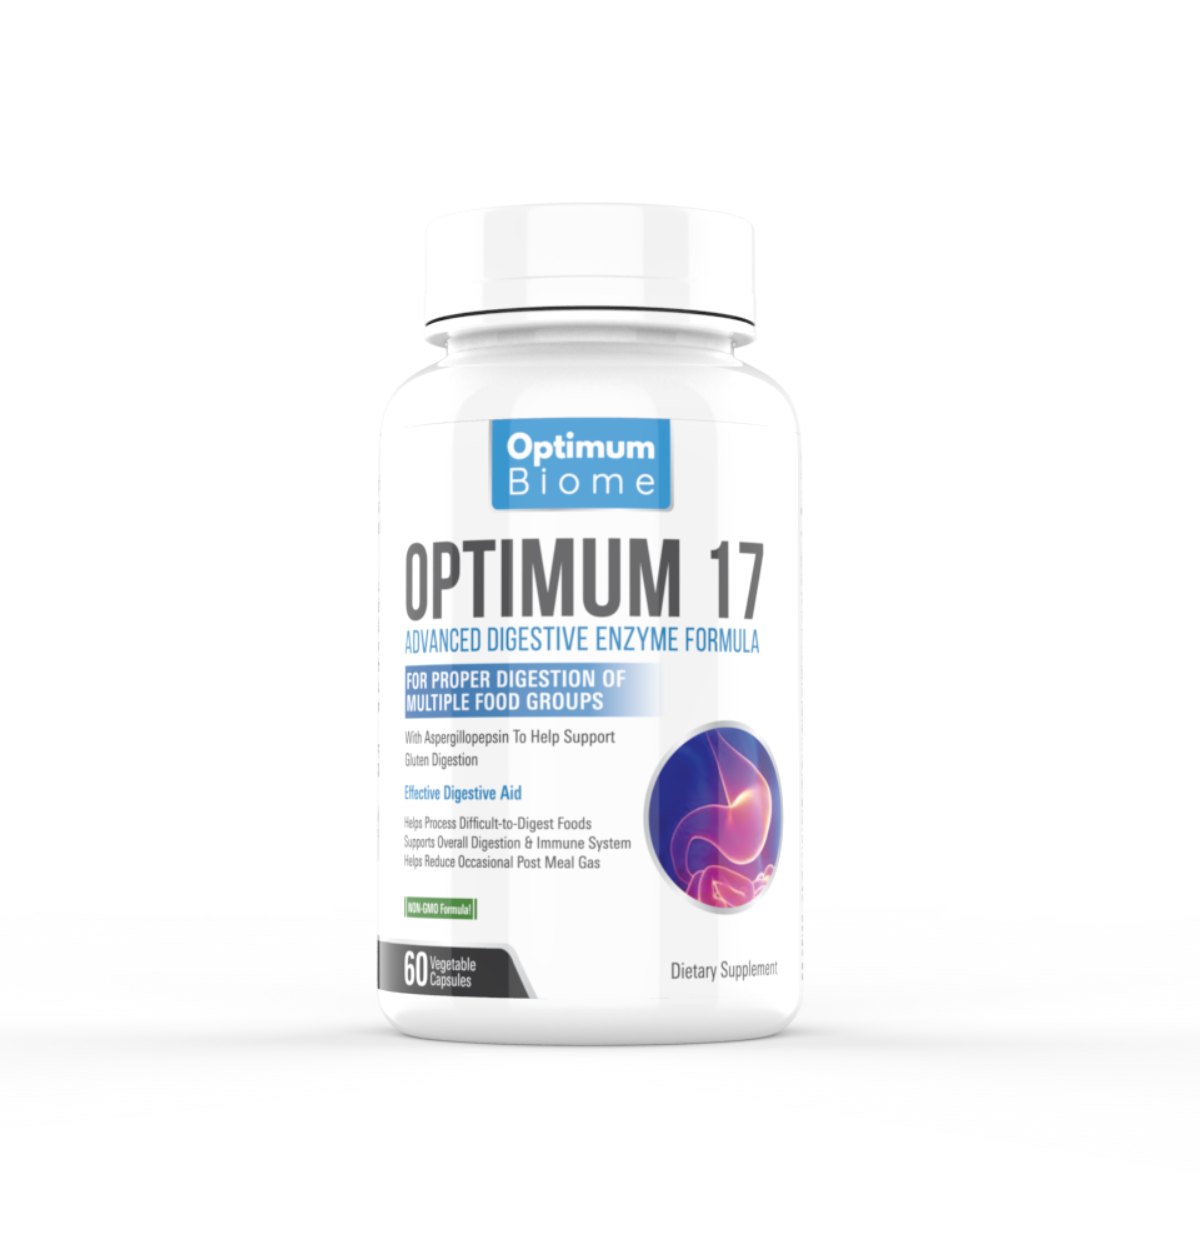 Optimum
Biome
OPTIMUM 17
ADVANCED DIGESTIVE ENZYME FORMULA
FOR PROPER DIGESTION OF
MULTIPLE FOOD GROUPS
With Aspergillopepsin To Help Support
Gluten Digestion
Effective Digestive Aid
Helps Process Difficult-to-Digest Foods
Supports Overall Digestion & Immune System
Helps Reduce Occasional Post Meal Gas
NON-GMO Formula!
60 Vegetable
Capsules
Dietary Supplement